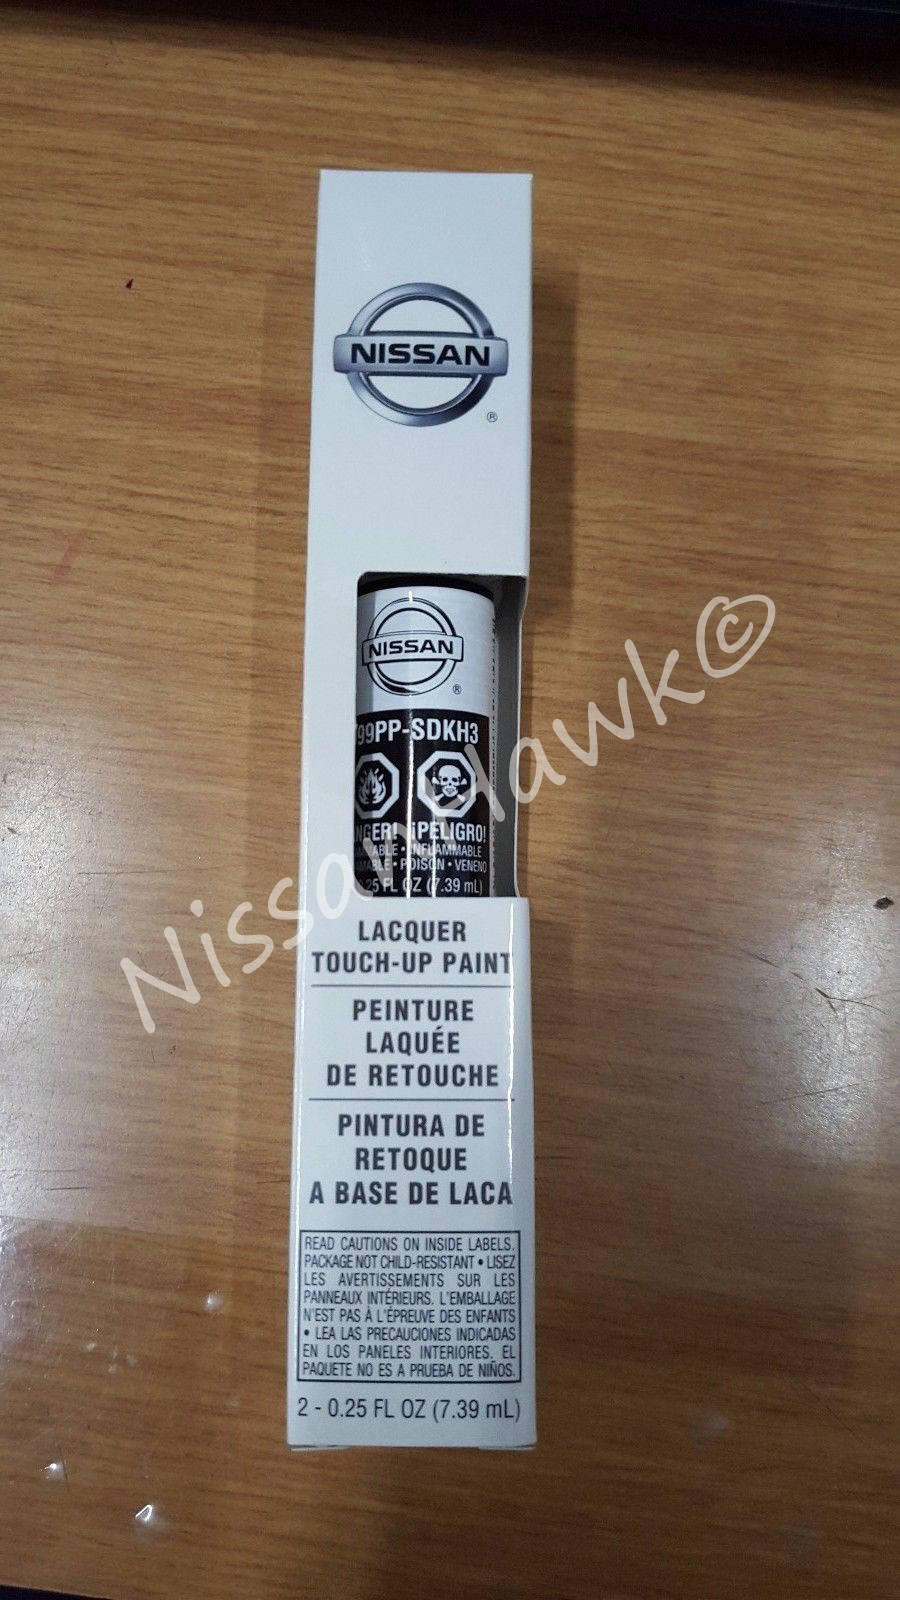 NISSAN
®
NISSAN
®
99PP-SDKH3
¡PELIGRO!
INFLAMMABLE
POISON • VENENO
0.25 FL OZ (7.39 mL)
LACQUER
TOUCH-UP PAINT
PEINTURE
LAQUÉE
DE RETOUCHE
PINTURA DE
RETOQUE
A BASE DE LACA
READ CAUTIONS ON INSIDE LABELS.
PACKAGE NOT CHILD-RESISTANT • LISEZ
LES AVERTISSEMENTS SUR LES
PANNEAUX INTÉRIEURS. L'EMBALLAGE
N'EST PAS À L'ÉPREUVE DES ENFANTS
• LEA LAS PRECAUCIONES INDICADAS
EN LOS PANELES INTERIORES. EL
PAQUETE NO ES A PRUEBA DE NIÑOS.
2 - 0.25 FL OZ (7.39 mL)
NissanHawk©